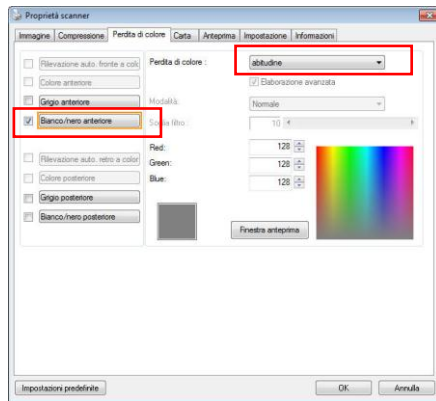 Proprietà scanner
Immagine Compressione Perdita di colore Carta Anteprima Impostazione Informazioni
Rilevazione auto. fronte a colo
Colore anteriore
Grigio anteriore
Bianco/nero anteriore
Rilevazione auto. retro a color
Colore posteriore
Grigio posteriore
Bianco/nero posteriore
Perdita di colore : abitudine
Elaborazione avanzata
Modalità: Normale
Soglia filtro : 10
Red: 128
Green: 128
Blue: 128
Finestra anteprima
Impostazioni predefinite OK Annulla